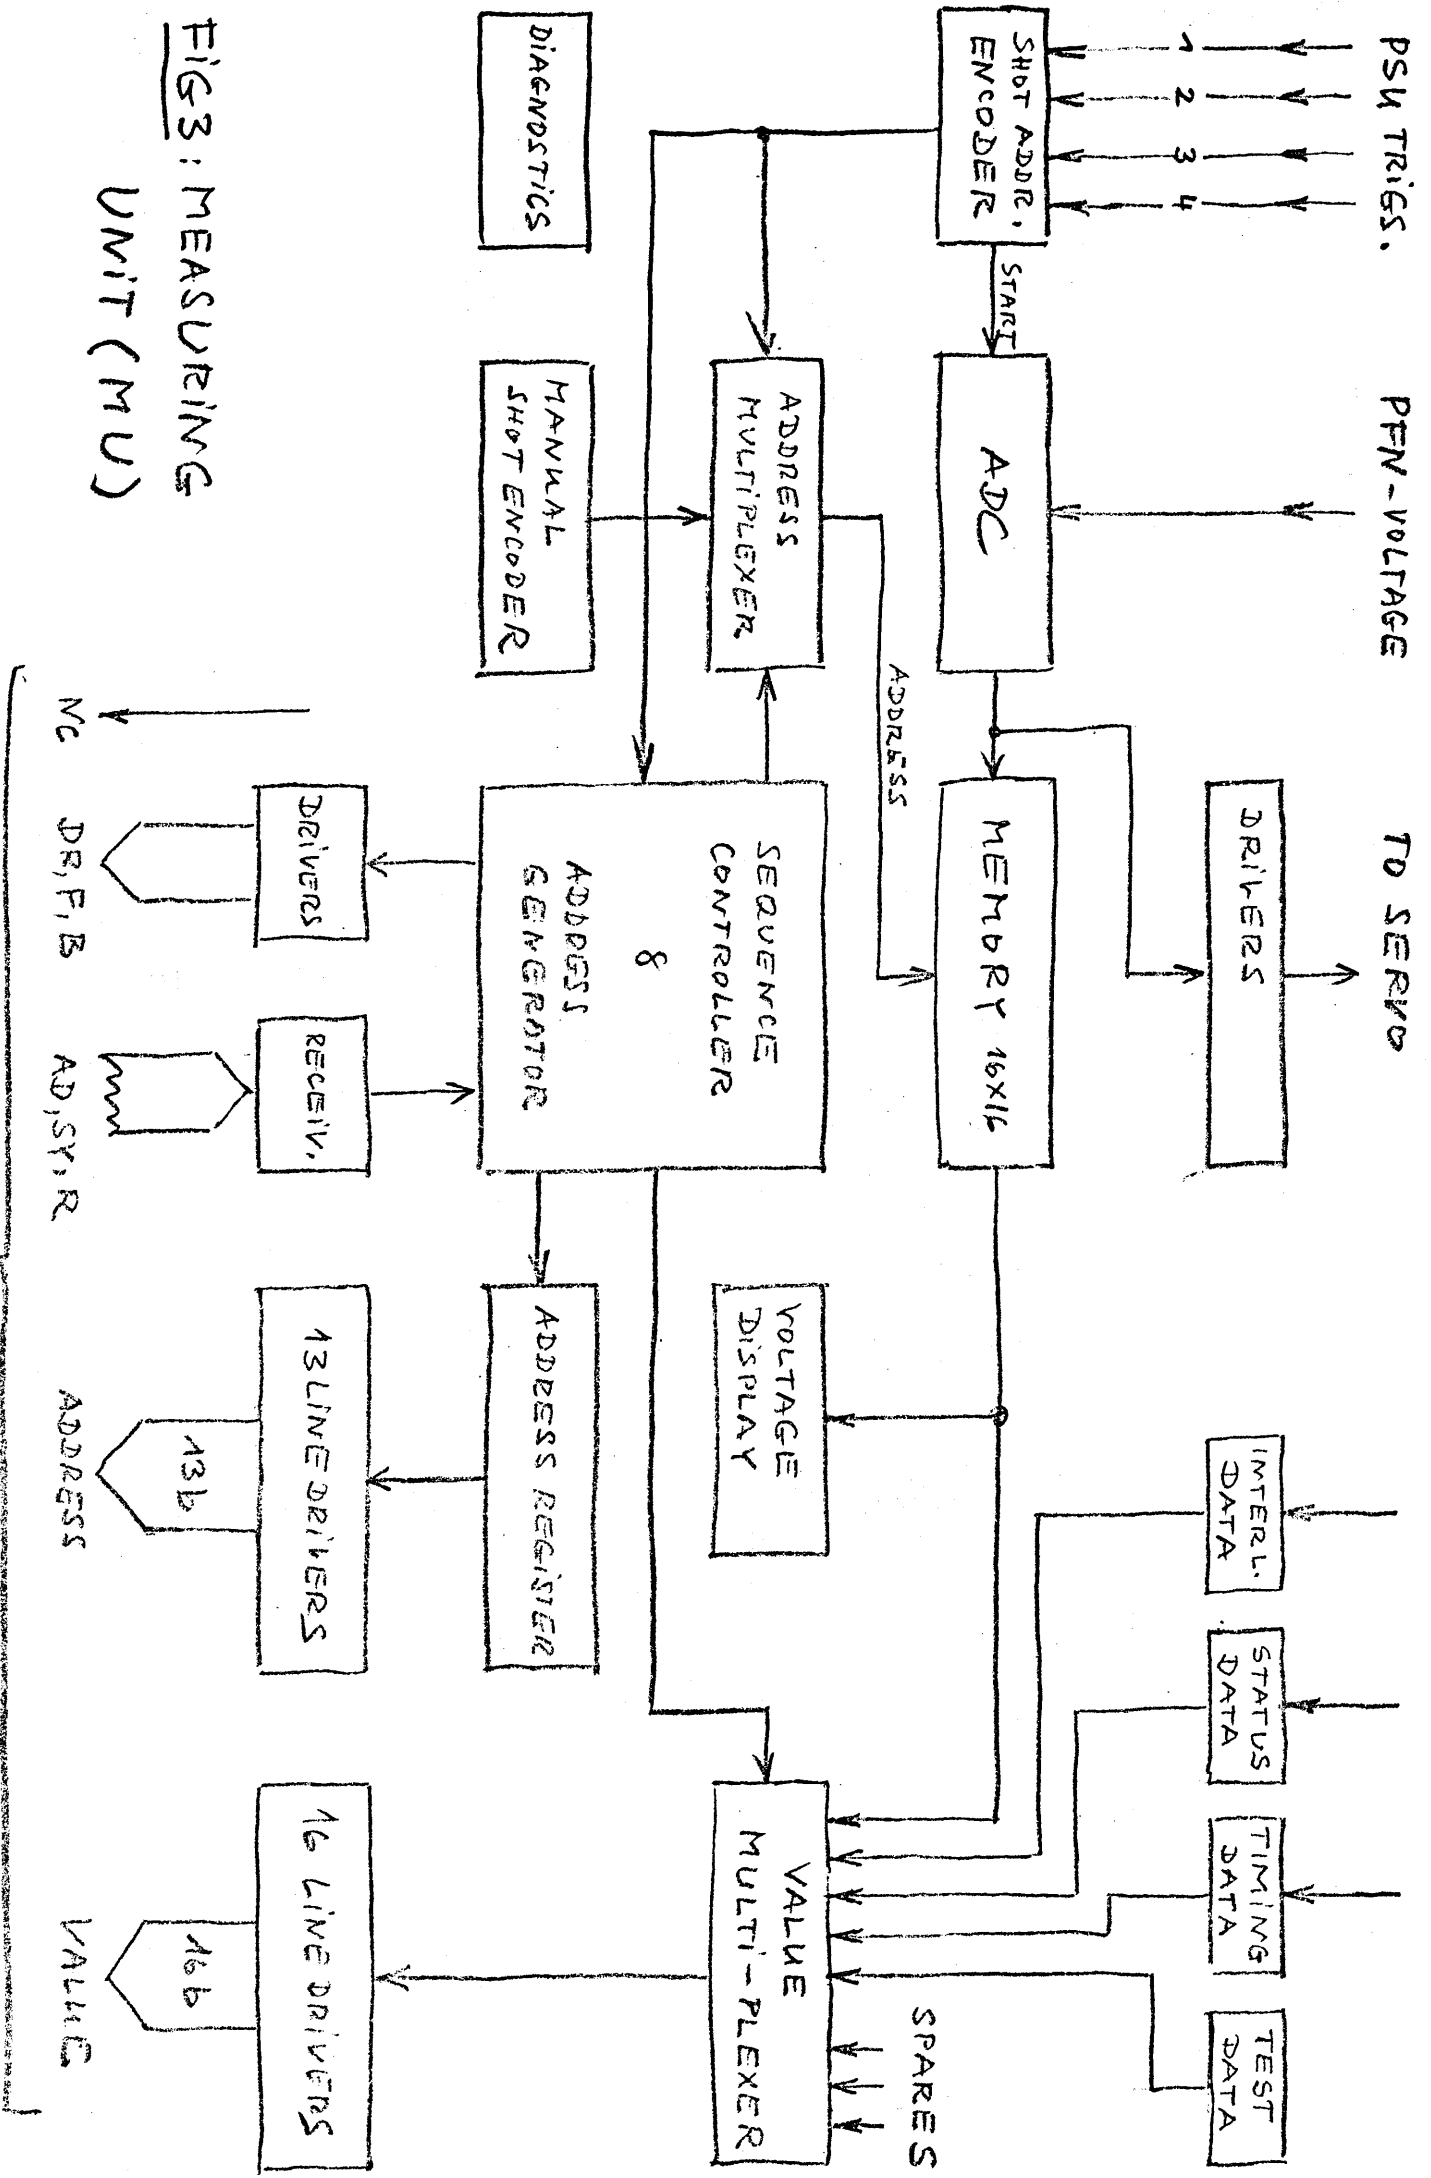 PSU TRIGS.
PFN-VOLTAGE
TO SERVO
1
2
3
4
SHOT ADDR.
ENCODER
START
ADC
MEMORY 16x16
DRIVERS
INTERL.
DATA
STATUS
DATA
TIMING
DATA
TEST
DATA
ADDRESS
SPARES
ADDRESS
MULTIPLEXER
SEQUENCE
CONTROLLER
&
ADDRESS
GENERATOR
VOLTAGE
DISPLAY
VALUE
MULTI-PLEXER
DIAGNOSTICS
MANUAL
SHOT ENCODER
ADDRESS REGISTER
DRIVERS
RECEIV.
13 LINE DRIVERS
16 LINE DRIVERS
13b
16b
NC
DR, F, B
AD, SY, R
ADDRESS
VALUE
FIG 3: MEASURING
UNIT (MU)